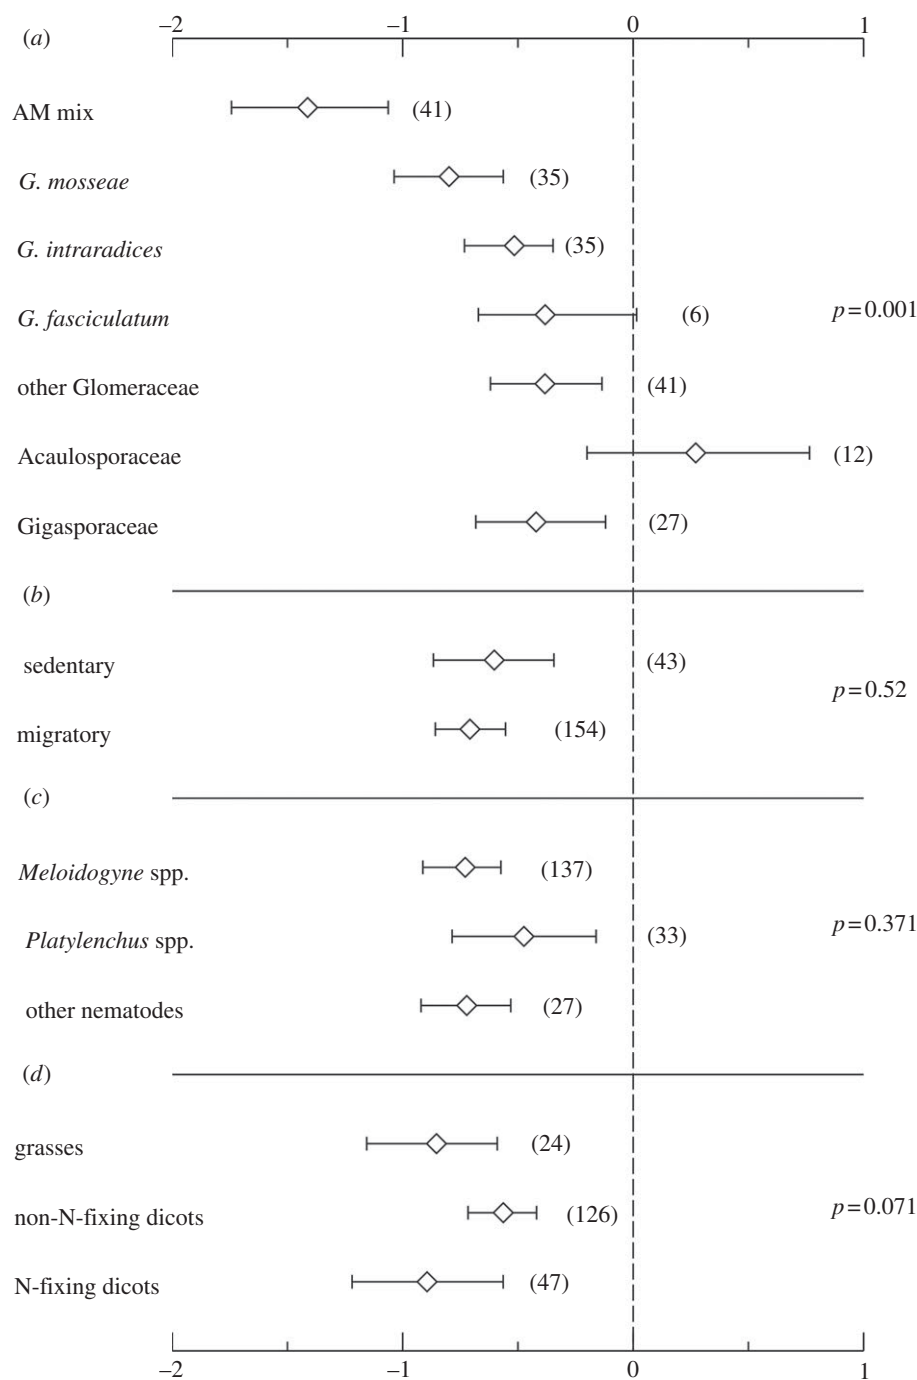 (a)
−2 −1 0 1
AM mix (41)
G. mosseae (35)
G. intraradices (35)
G. fasciculatum (6) p=0.001
other Glomeraceae (41)
Acaulosporaceae (12)
Gigasporaceae (27)
(b)
sedentary (43)
p=0.52
migratory (154)
(c)
Meloidogyne spp. (137)
Platylenchus spp. (33) p=0.371
other nematodes (27)
(d)
grasses (24)
non-N-fixing dicots (126) p=0.071
N-fixing dicots (47)
−2 −1 0 1